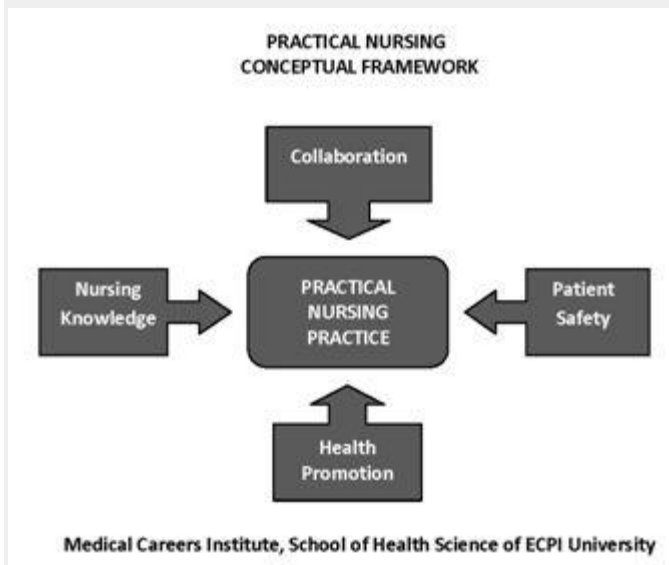 PRACTICAL NURSING
CONCEPTUAL FRAMEWORK
Collaboration
Nursing
Knowledge
PRACTICAL
NURSING
PRACTICE
Patient
Safety
Health
Promotion
Medical Careers Institute, School of Health Science of ECPI University